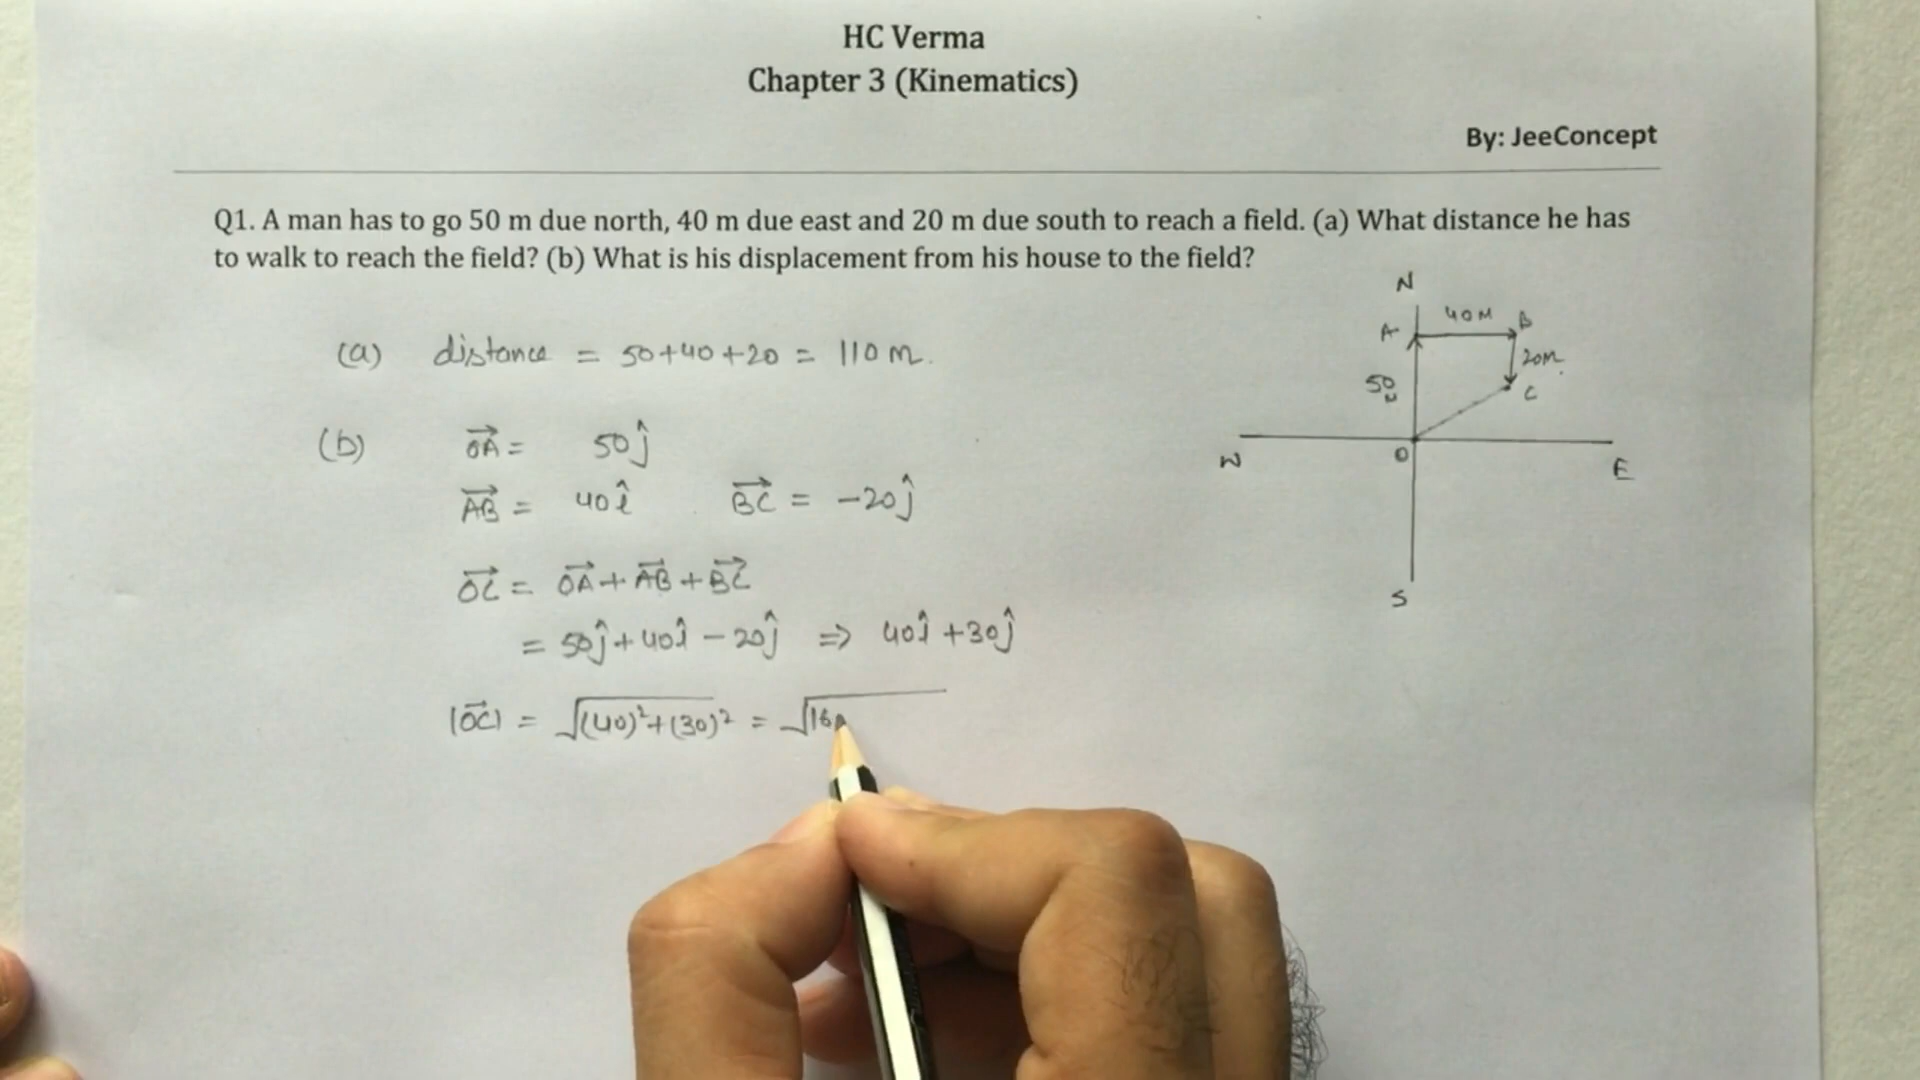 HC Verma
Chapter 3 (Kinematics)
By: JeeConcept
Q1. A man has to go 50 m due north, 40 m due east and 20 m due south to reach a field. (a) What distance he has
to walk to reach the field? (b) What is his displacement from his house to the field?
N
A 40M B
20M
50M
C
W O E
S
(a) distance = 50+40+20 = 110 m.
(b) OA⃗ = 50ĵ
AB⃗ = 40î BC⃗ = -20ĵ
OC⃗ = OA⃗ + AB⃗ + BC⃗
= 50ĵ + 40î - 20ĵ ⇒ 40î + 30ĵ
|OC⃗| = √(40)² + (30)² = √16